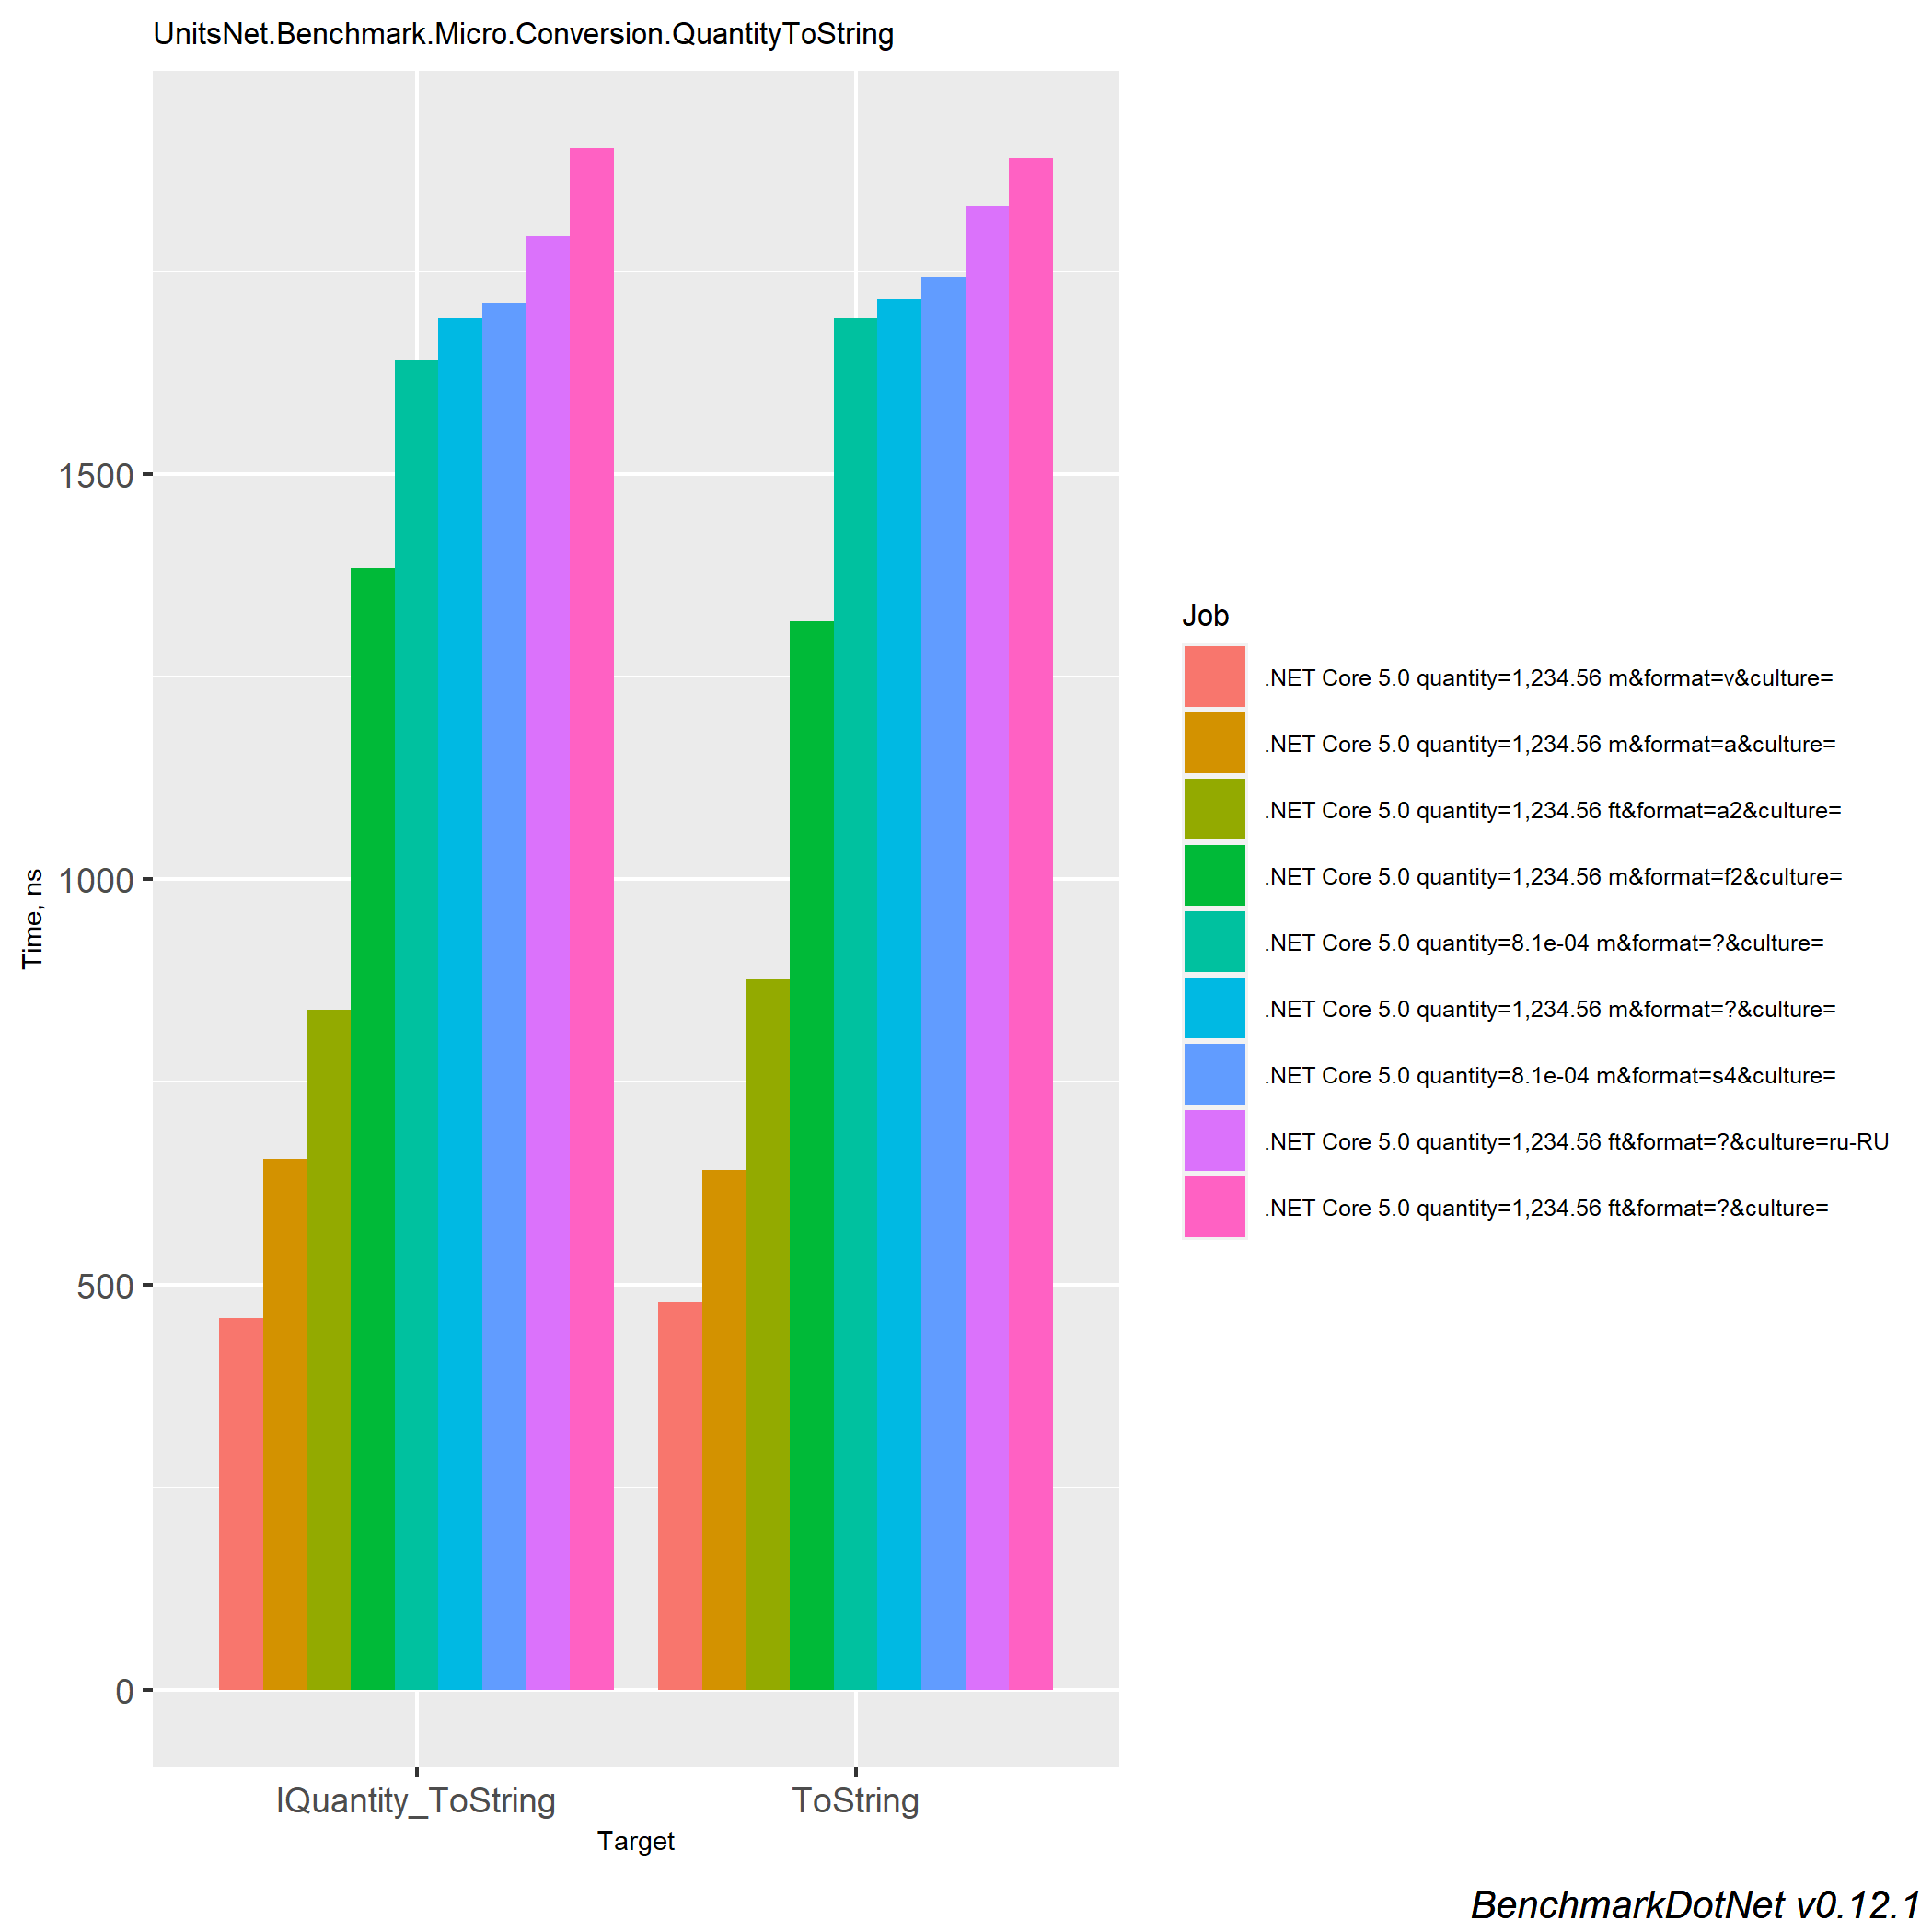 UnitsNet.Benchmark.Micro.Conversion.QuantityToString
1500
1000
500
0
Time, ns
IQuantity_ToString
ToString
Target
Job
.NET Core 5.0 quantity=1,234.56 m&format=v&culture=
.NET Core 5.0 quantity=1,234.56 m&format=a&culture=
.NET Core 5.0 quantity=1,234.56 ft&format=a2&culture=
.NET Core 5.0 quantity=1,234.56 m&format=f2&culture=
.NET Core 5.0 quantity=8.1e-04 m&format=?&culture=
.NET Core 5.0 quantity=1,234.56 m&format=?&culture=
.NET Core 5.0 quantity=8.1e-04 m&format=s4&culture=
.NET Core 5.0 quantity=1,234.56 ft&format=?&culture=ru-RU
.NET Core 5.0 quantity=1,234.56 ft&format=?&culture=
BenchmarkDotNet v0.12.1